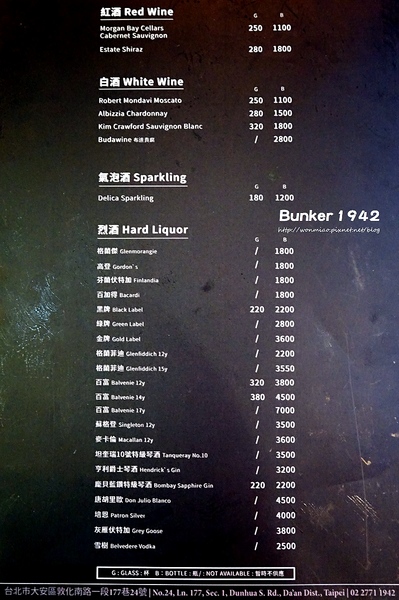 紅酒 Red Wine G B
Morgan Bay Cellars
Cabernet Sauvignon 250 1100
Estate Shiraz 280 1800
白酒 White Wine G B
Robert Mondavi Moscato 250 1100
Albizzia Chardonnay 280 1500
Kim Crawford Sauvignon Blanc 320 1800
Budawine / 2800
氣泡酒 Sparkling G B
Delica Sparkling 180 1200
Bunker 1942
http://wonmiao.pixnet.net/blog
烈酒 Hard Liquor G B
格蘭傑 Glenmorangie / 1800
高登 Gordon`s / 1800
芬蘭伏特加 Finlandia / 1800
百加得 Bacardi / 1800
黑牌 Black Label 220 2200
綠牌 Green Label / 2800
金牌 Gold Label / 3600
格蘭菲迪 Glenfiddich 12y / 2200
格蘭菲迪 Glenfiddich 15y / 3550
百富 Balvenie 12y 320 3800
百富 Balvenie 14y 380 4500
百富 Balvenie 17y / 7000
蘇格登 Singleton 12y / 3500
麥卡倫 Macallan 12y / 3600
坦奎瑞10號特級琴酒 Tanqueray No.10 / 3500
亨利爵士琴酒 Hendrick`s Gin / 3200
龐貝藍鑽特級琴酒 Bombay Sapphire Gin 220 2200
唐胡里歐 Don Julio Blanco / 4500
培恩 Patron Silver / 4000
灰雁伏特加 Grey Goose / 3800
雪樹 Belvedere Vodka / 2500
G : GLASS : 杯 B : BOTTLE : 瓶 / : NOT AVAILABLE : 暫時不供應
台北市大安區敦化南路一段177巷24號 | No.24, Ln. 177, Sec. 1, Dunhua S. Rd., Da'an Dist., Taipei | 02 2771 1942